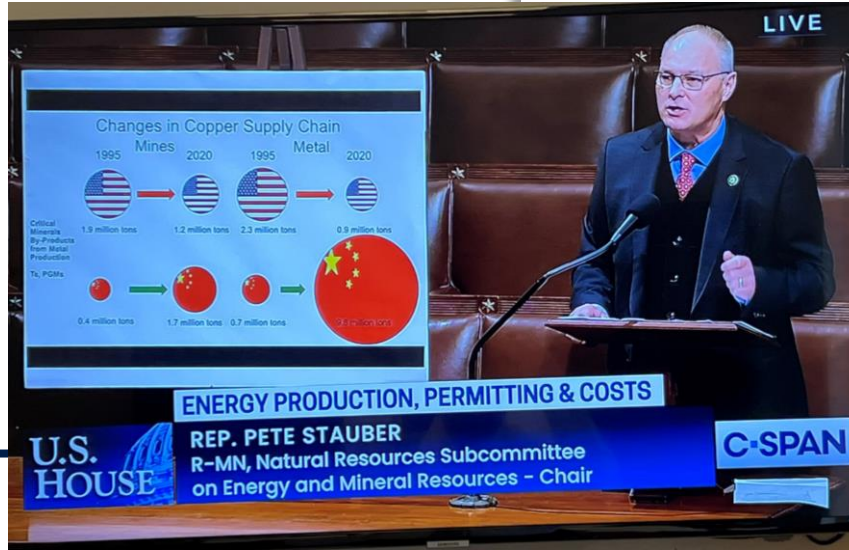 LIVE
Changes in Copper Supply Chain
Mines Metal
1995 2020 1995 2020
1.9 million tons 1.2 million tons 2.3 million tons 0.9 million tons
Critical
Minerals
By-Products
from Metal
Production
Te, PGMs
0.4 million tons 1.7 million tons 0.7 million tons million tons
ENERGY PRODUCTION, PERMITTING & COSTS
U.S.
HOUSE
REP. PETE STAUBER
R-MN, Natural Resources Subcommittee
on Energy and Mineral Resources - Chair
C-SPAN
SAMSUNG